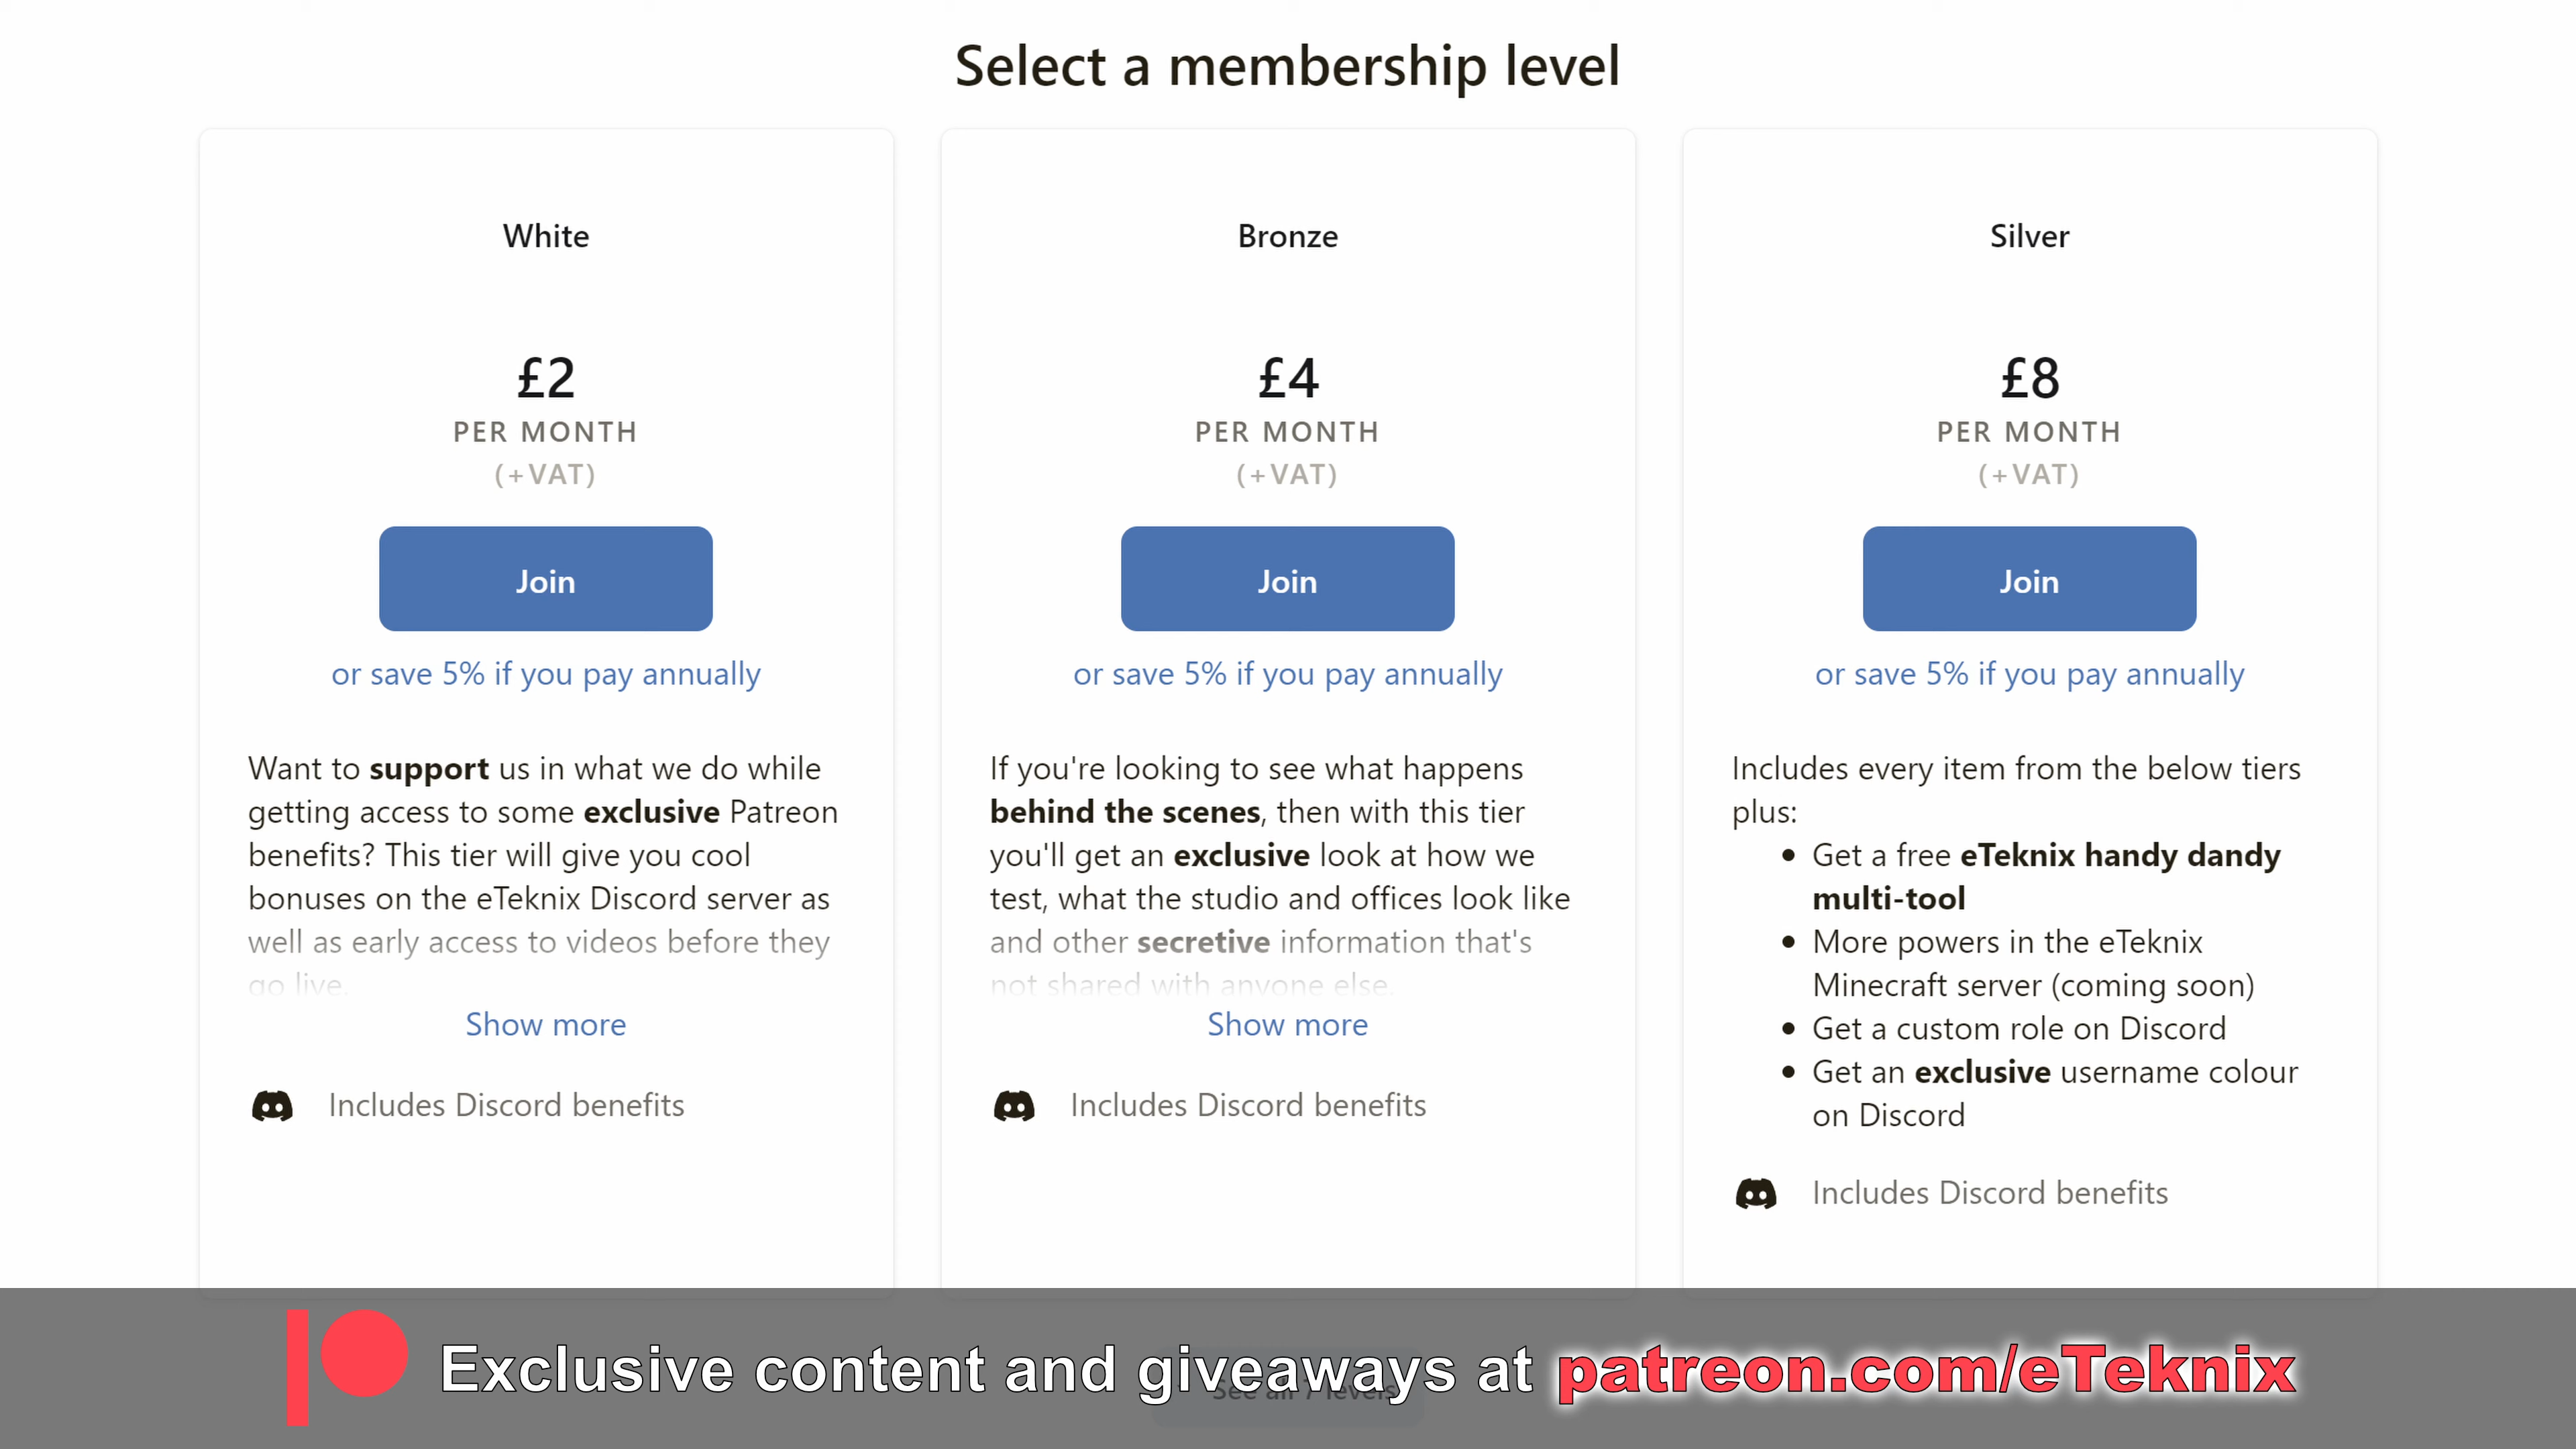 Select a membership level
White
£2
PER MONTH
(+VAT)
Join
or save 5% if you pay annually
Want to support us in what we do while
getting access to some exclusive Patreon
benefits? This tier will give you cool
bonuses on the eTeknix Discord server as
well as early access to videos before they
go live.
Show more
Includes Discord benefits
Bronze
£4
PER MONTH
(+VAT)
Join
or save 5% if you pay annually
If you're looking to see what happens
behind the scenes, then with this tier
you'll get an exclusive look at how we
test, what the studio and offices look like
and other secretive information that's
not shared with anyone else.
Show more
Includes Discord benefits
Silver
£8
PER MONTH
(+VAT)
Join
or save 5% if you pay annually
Includes every item from the below tiers
plus:
• Get a free eTeknix handy dandy
multi-tool
• More powers in the eTeknix
Minecraft server (coming soon)
• Get a custom role on Discord
• Get an exclusive username colour
on Discord
Includes Discord benefits
Exclusive content and giveaways at patreon.com/eTeknix
See all 7 levels